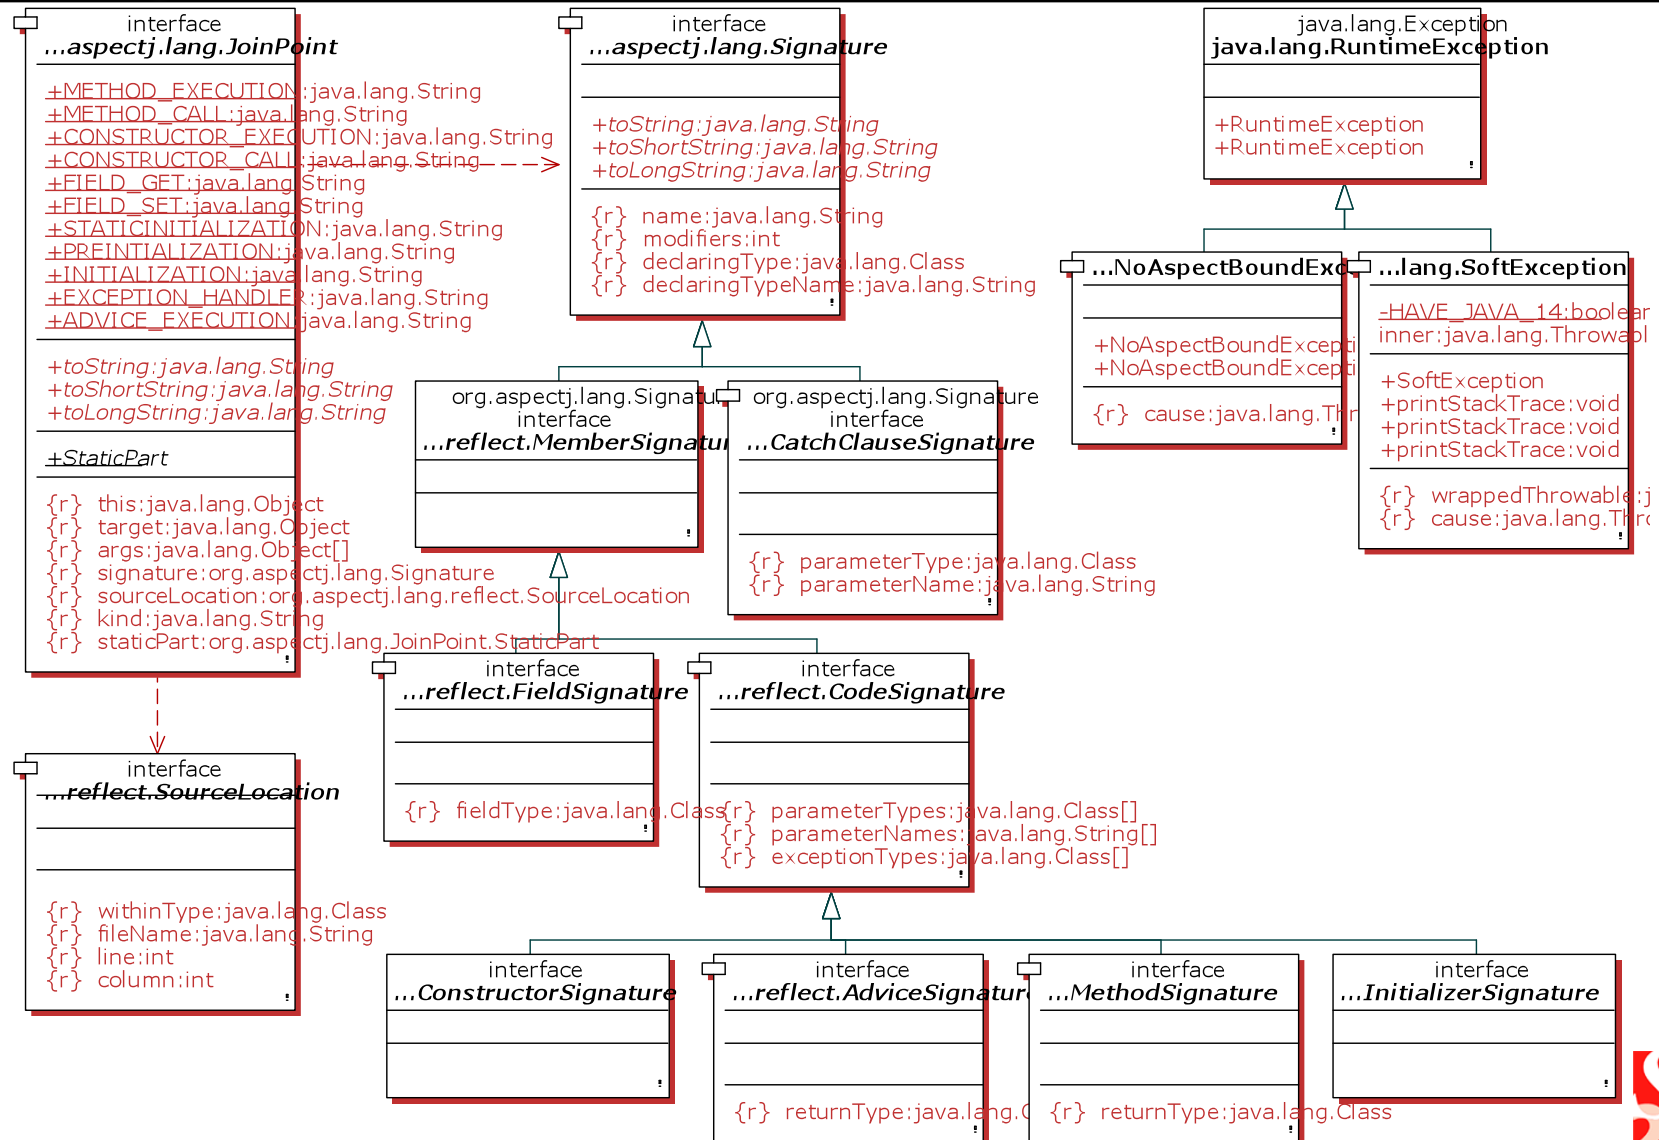 interface
...aspectj.lang.JoinPoint
+METHOD_EXECUTION:java.lang.String
+METHOD_CALL:java.lang.String
+CONSTRUCTOR_EXECUTION:java.lang.String
+CONSTRUCTOR_CALL:java.lang.String
+FIELD_GET:java.lang.String
+FIELD_SET:java.lang.String
+STATICINITIALIZATION:java.lang.String
+PREINTIALIZATION:java.lang.String
+INITIALIZATION:java.lang.String
+EXCEPTION_HANDLER:java.lang.String
+ADVICE_EXECUTION:java.lang.String
+toString:java.lang.String
+toShortString:java.lang.String
+toLongString:java.lang.String
+StaticPart
{r} this:java.lang.Object
{r} target:java.lang.Object
{r} args:java.lang.Object[]
{r} signature:org.aspectj.lang.Signature
{r} sourceLocation:org.aspectj.lang.reflect.SourceLocation
{r} kind:java.lang.String
{r} staticPart:org.aspectj.lang.JoinPoint.StaticPart
interface
...aspectj.lang.Signature
+toString:java.lang.String
+toShortString:java.lang.String
+toLongString:java.lang.String
{r} name:java.lang.String
{r} modifiers:int
{r} declaringType:java.lang.Class
{r} declaringTypeName:java.lang.String
java.lang.Exception
java.lang.RuntimeException
+RuntimeException
+RuntimeException
...NoAspectBoundExc
+NoAspectBoundExcepti
+NoAspectBoundExcepti
{r} cause:java.lang.Thr
...lang.SoftException
-HAVE_JAVA_14:boolean
inner:java.lang.Throwabl
+SoftException
+printStackTrace:void
+printStackTrace:void
+printStackTrace:void
{r} wrappedThrowable:j
{r} cause:java.lang.Thro
org.aspectj.lang.Signatur
interface
...reflect.MemberSignatur
org.aspectj.lang.Signature
interface
...CatchClauseSignature
{r} parameterType:java.lang.Class
{r} parameterName:java.lang.String
interface
...reflect.FieldSignature
{r} fieldType:java.lang.Class
interface
...reflect.CodeSignature
{r} parameterTypes:java.lang.Class[]
{r} parameterNames:java.lang.String[]
{r} exceptionTypes:java.lang.Class[]
interface
...reflect.SourceLocation
{r} withinType:java.lang.Class
{r} fileName:java.lang.String
{r} line:int
{r} column:int
interface
...ConstructorSignature
interface
...reflect.AdviceSignature
{r} returnType:java.lang.C
interface
...MethodSignature
{r} returnType:java.lang.Class
interface
...InitializerSignature